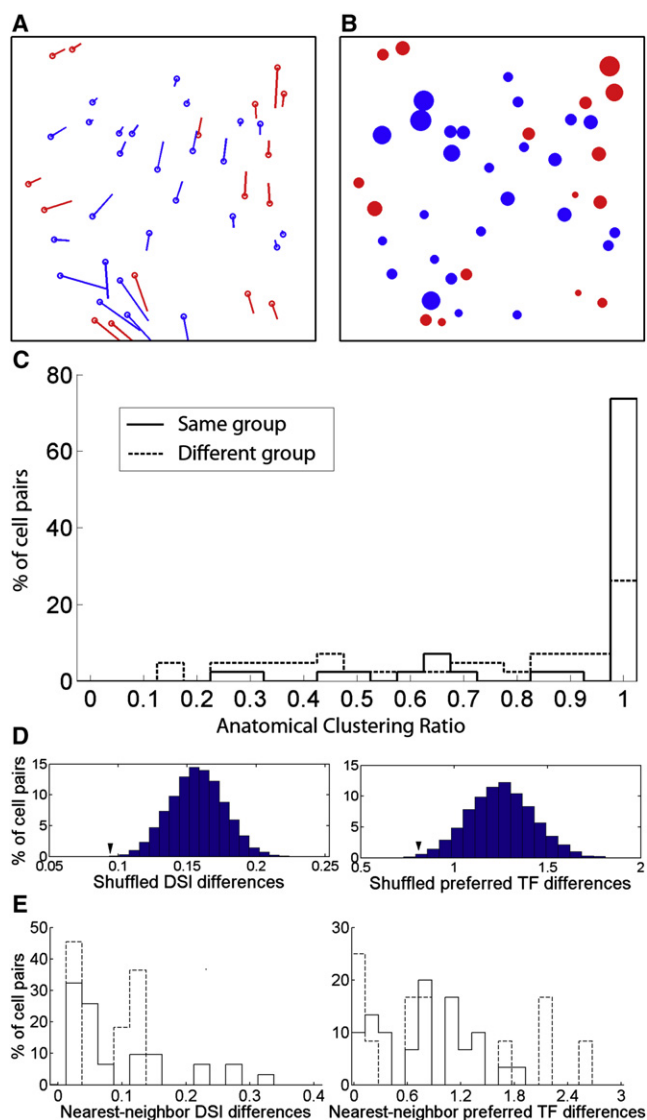 A
B
C
80
60
40
20
0
% of cell pairs
Same group
Different group
0 0.1 0.2 0.3 0.4 0.5 0.6 0.7 0.8 0.9 1
Anatomical Clustering Ratio
D
15
10
5
0
% of cell pairs
0.05 0.1 0.15 0.2 0.25
Shuffled DSI differences
15
10
5
0
0.5 1 1.5 2
Shuffled preferred TF differences
E
50
40
30
20
10
0
% of cell pairs
0 0.1 0.2 0.3 0.4
Nearest-neighbor DSI differences
30
20
10
0
0 0.6 1.2 1.8 2.4 3
Nearest-neighbor preferred TF differences